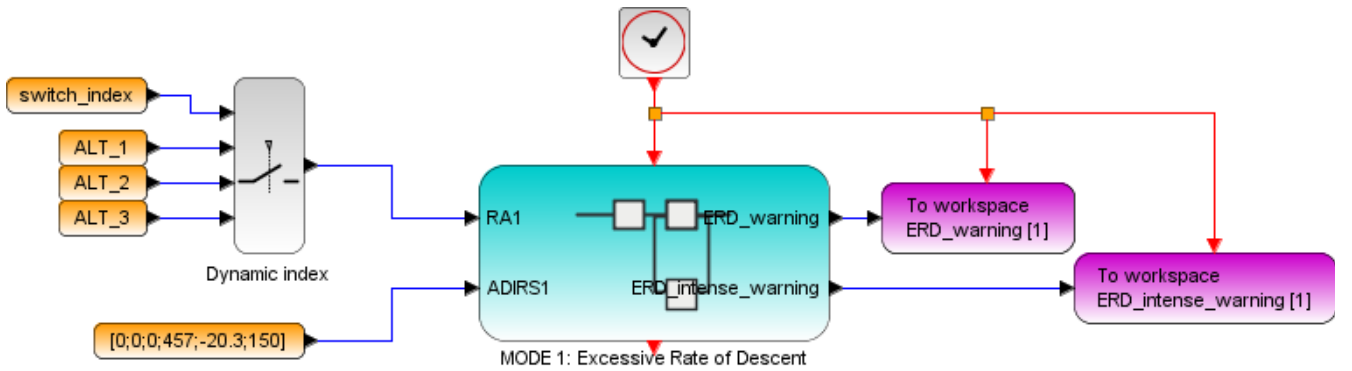 switch_index
ALT_1
ALT_2
ALT_3
Dynamic index
[0;0;0;457;-20.3;150]
RA1
ERD_warning
ADIRS1
ERD_intense_warning
MODE 1: Excessive Rate of Descent
To workspace
ERD_warning [1]
To workspace
ERD_intense_warning [1]